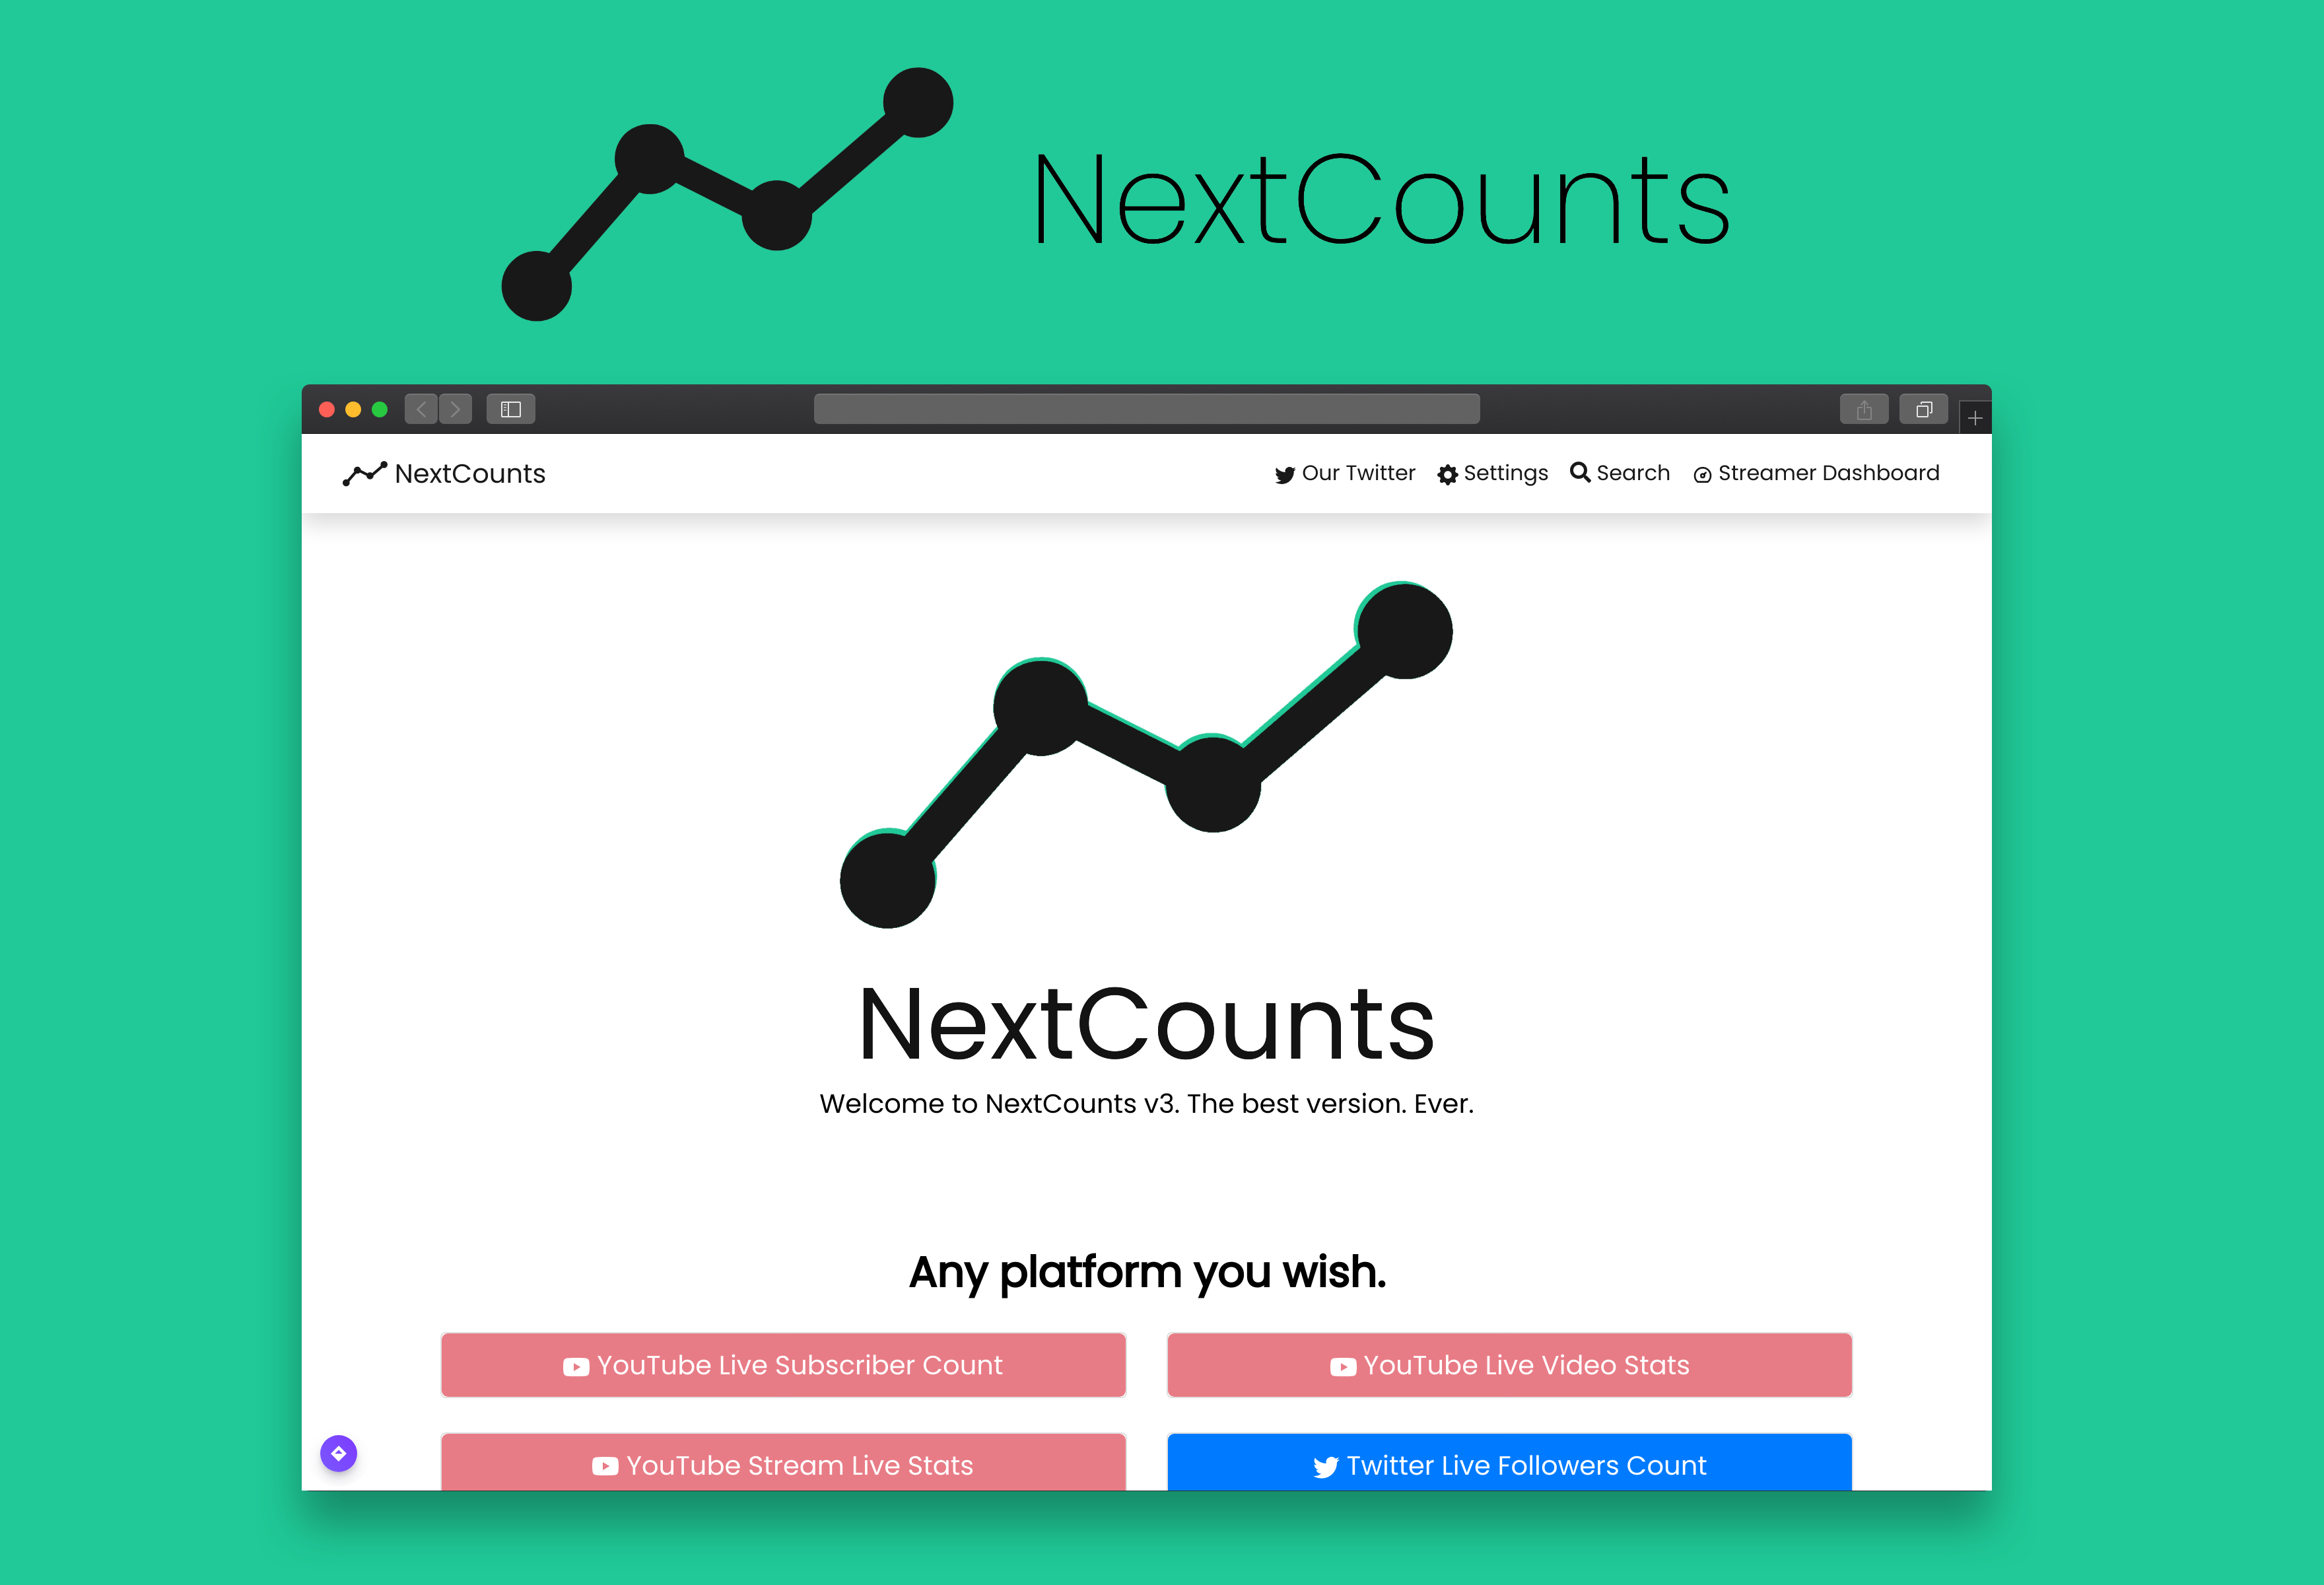 NextCounts
NextCounts
Our Twitter Settings Search Streamer Dashboard
NextCounts
Welcome to NextCounts v3. The best version. Ever.
Any platform you wish.
YouTube Live Subscriber Count
YouTube Live Video Stats
YouTube Stream Live Stats
Twitter Live Followers Count